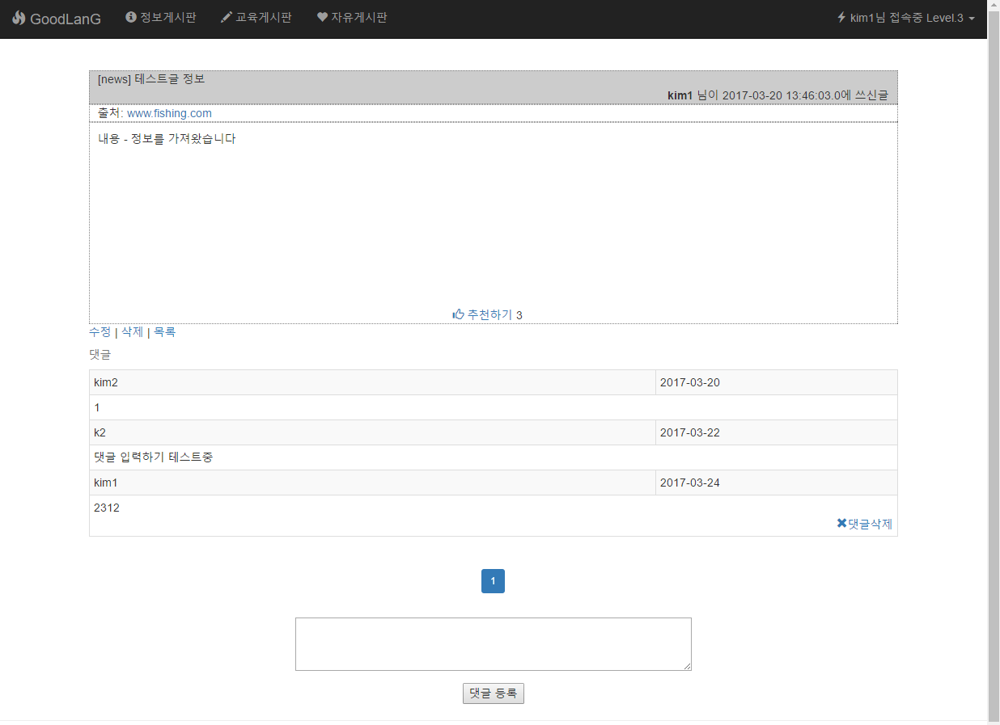 GoodLanG 정보게시판 교육게시판 자유게시판 kim1님 접속중 Level.3
[news] 테스트글 정보
kim1 님이 2017-03-20 13:46:03.0에 쓰신글
출처: www.fishing.com
내용 - 정보를 가져왔습니다
추천하기 3
수정 | 삭제 | 목록
댓글
kim2 2017-03-20
1
k2 2017-03-22
댓글 입력하기 테스트중
kim1 2017-03-24
2312
댓글삭제
1
댓글 등록